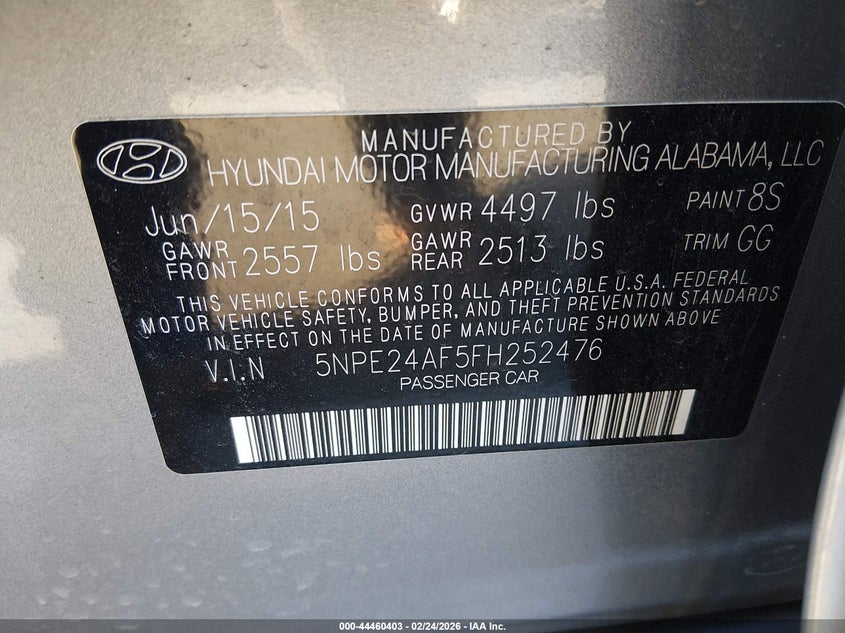 MANUFACTURED BY
HYUNDAI MOTOR MANUFACTURING ALABAMA, LLC
Jun/15/15 GVWR 4497 lbs PAINT 8S
GAWR FRONT 2557 lbs GAWR REAR 2513 lbs TRIM GG
THIS VEHICLE CONFORMS TO ALL APPLICABLE U.S.A. FEDERAL
MOTOR VEHICLE SAFETY, BUMPER, AND THEFT PREVENTION STANDARDS
IN EFFECT ON THE DATE OF MANUFACTURE SHOWN ABOVE
V.I.N 5NPE24AF5FH252476
PASSENGER CAR
000-44460403 - 02/24/2026 - IAA Inc.